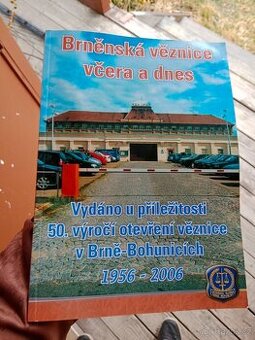 Brněnská věznice
včera a dnes
Vydáno u příležitosti
50. výročí otevření věznice
v Brně-Bohunicích
1956 - 2006